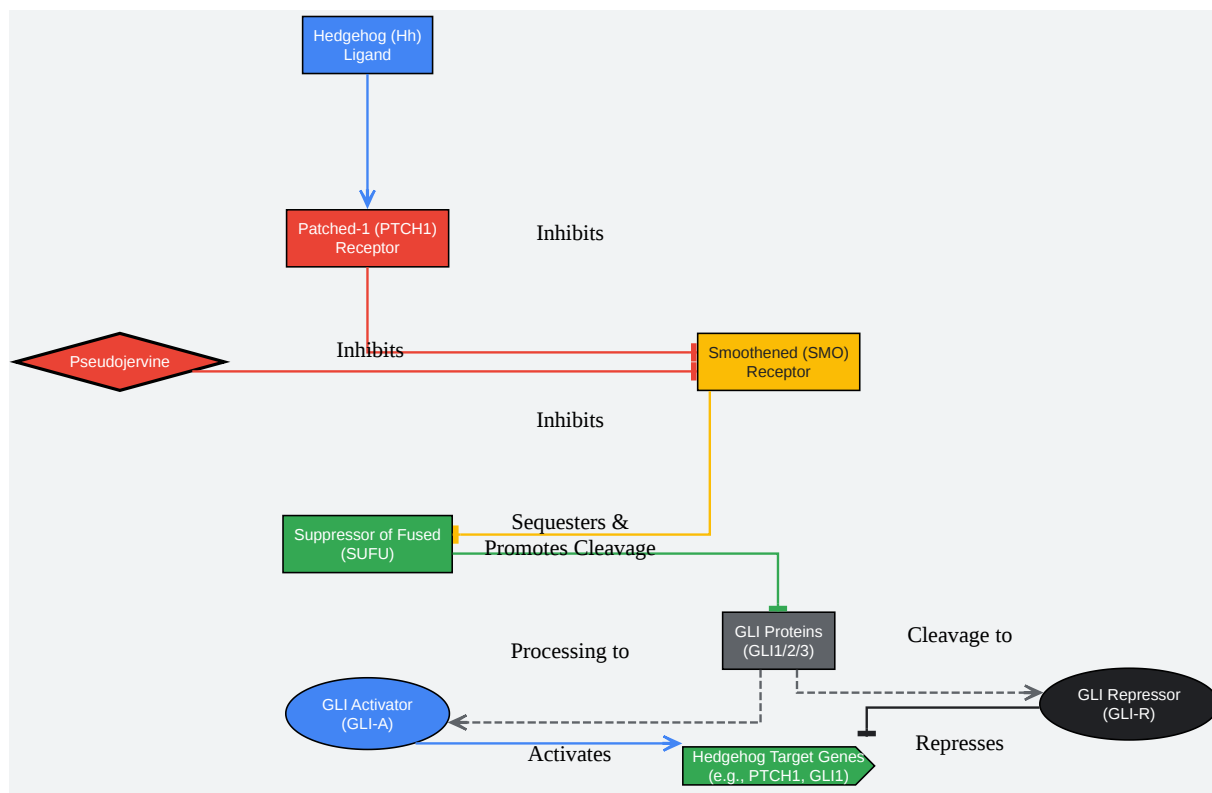 Hedgehog (Hh)
Ligand
Patched-1 (PTCH1)
Receptor
Inhibits
Pseudojervine
Inhibits
Smoothened (SMO)
Receptor
Inhibits
Suppressor of Fused
(SUFU)
Sequesters &
Promotes Cleavage
GLI Proteins
(GLI1/2/3)
Cleavage to
Processing to
GLI Activator
(GLI-A)
GLI Repressor
(GLI-R)
Activates
Represses
Hedgehog Target Genes
(e.g., PTCH1, GLI1)